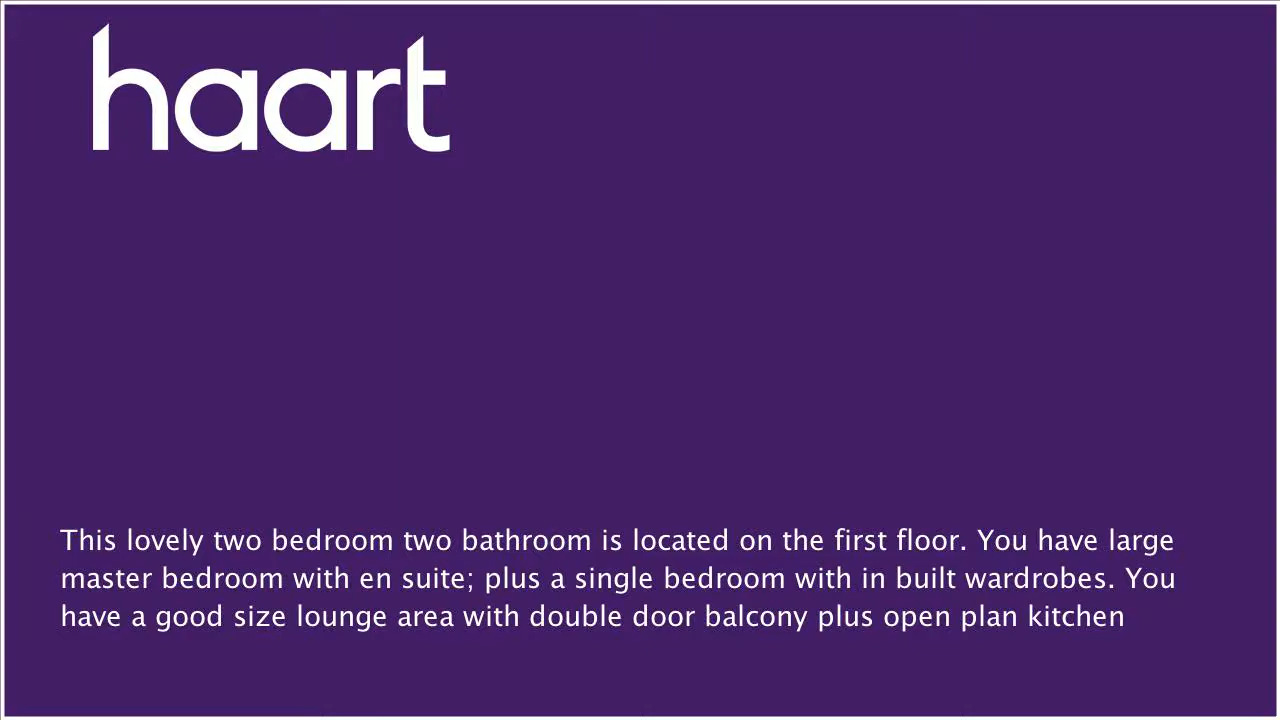 haart
This lovely two bedroom two bathroom is located on the first floor. You have large
master bedroom with en suite; plus a single bedroom with in built wardrobes. You
have a good size lounge area with double door balcony plus open plan kitchen